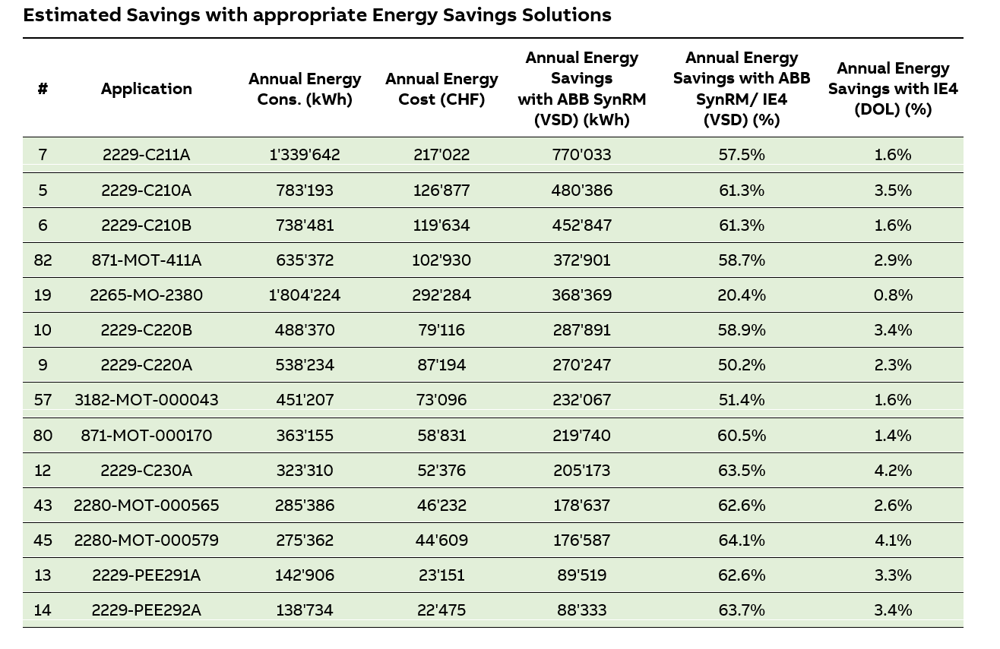 Estimated Savings with appropriate Energy Savings Solutions
# Application Annual Energy Cons. (kWh) Annual Energy Cost (CHF) Annual Energy Savings with ABB SynRM (VSD) (kWh) Annual Energy Savings with ABB SynRM/ IE4 (VSD) (%) Annual Energy Savings with IE4 (DOL) (%)
7 2229-C211A 1'339'642 217'022 770'033 57.5% 1.6%
5 2229-C210A 783'193 126'877 480'386 61.3% 3.5%
6 2229-C210B 738'481 119'634 452'847 61.3% 1.6%
82 871-MOT-411A 635'372 102'930 372'901 58.7% 2.9%
19 2265-MO-2380 1'804'224 292'284 368'369 20.4% 0.8%
10 2229-C220B 488'370 79'116 287'891 58.9% 3.4%
9 2229-C220A 538'234 87'194 270'247 50.2% 2.3%
57 3182-MOT-000043 451'207 73'096 232'067 51.4% 1.6%
80 871-MOT-000170 363'155 58'831 219'740 60.5% 1.4%
12 2229-C230A 323'310 52'376 205'173 63.5% 4.2%
43 2280-MOT-000565 285'386 46'232 178'637 62.6% 2.6%
45 2280-MOT-000579 275'362 44'609 176'587 64.1% 4.1%
13 2229-PEE291A 142'906 23'151 89'519 62.6% 3.3%
14 2229-PEE292A 138'734 22'475 88'333 63.7% 3.4%